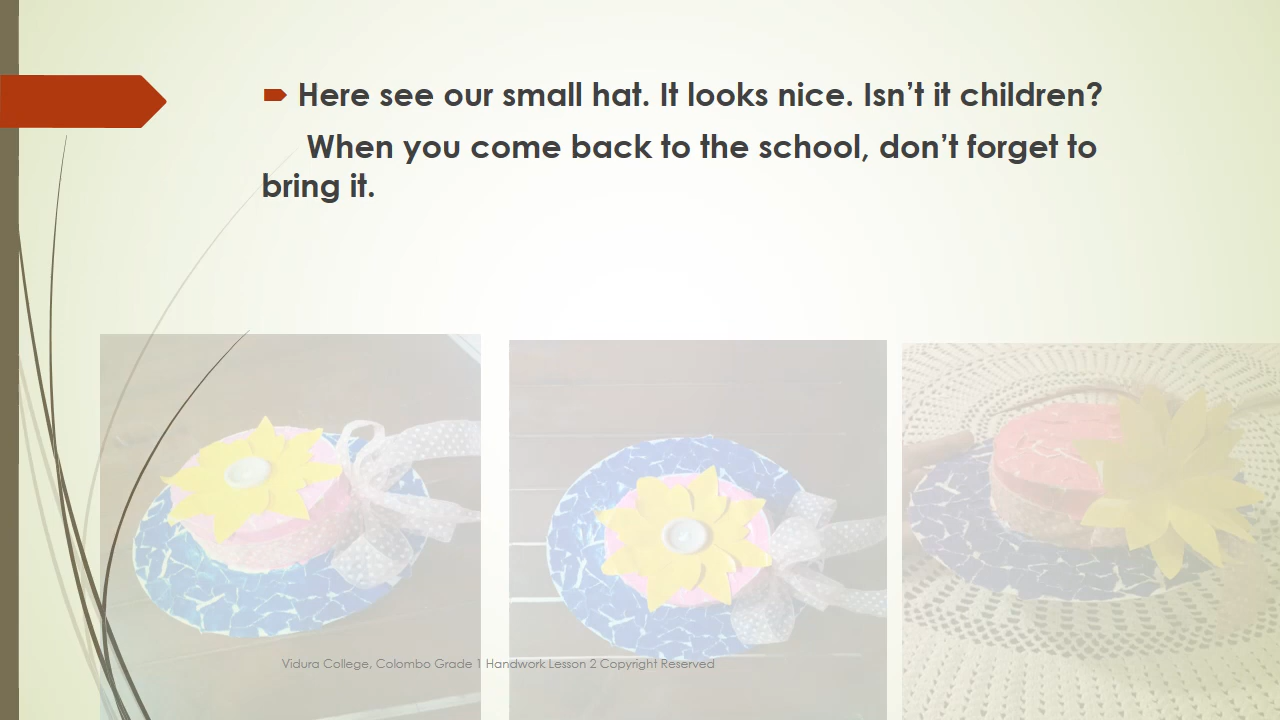 Here see our small hat. It looks nice. Isn’t it children?
When you come back to the school, don’t forget to
bring it.
Vidura College, Colombo Grade 1 Handwork Lesson 2 Copyright Reserved